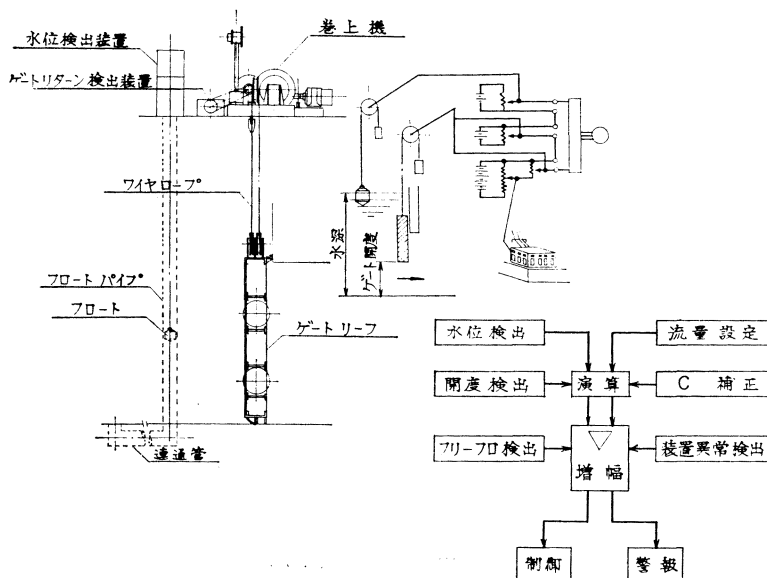 水位検出装置
巻上機
ゲートリターン検出装置
ワイヤロープ
水深
ゲート開度
フロートパイプ
フロート
ゲートリーフ
連通管
水位検出
流量設定
開度検出
演算
C 補正
フリーフロ検出
増幅
装置異常検出
制御
警報